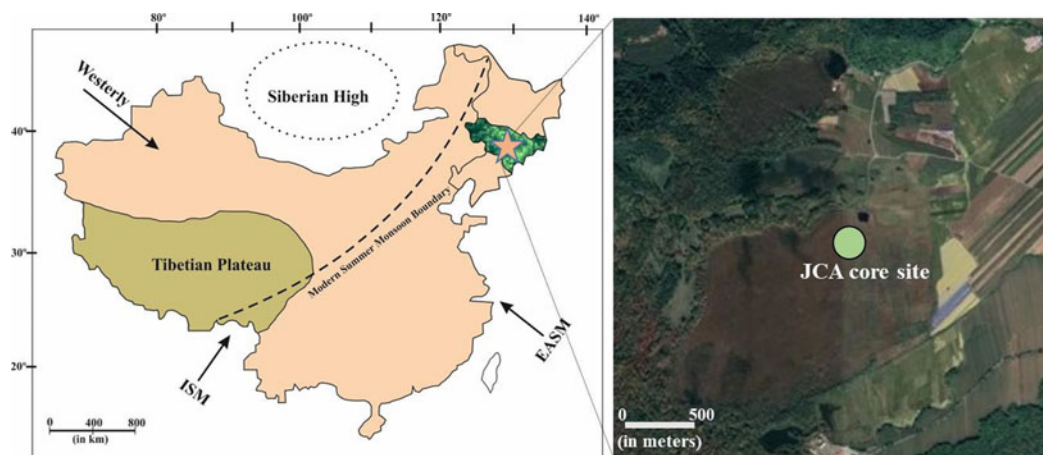 80°
100°
120°
140°
40°
30°
20°
Westerly
Siberian High
Modern Summer Monsoon Boundary
Tibetian Plateau
ISM
EASM
0 400 800
(in km)
JCA core site
0 500
(in meters)